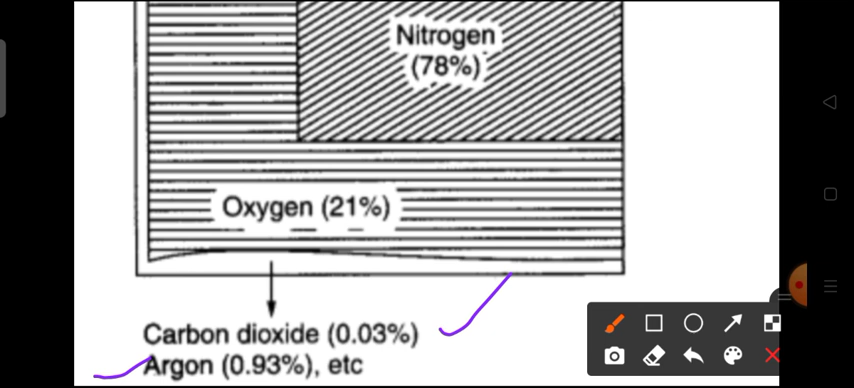 Nitrogen
(78%)
Oxygen (21%)
Carbon dioxide (0.03%)
Argon (0.93%), etc